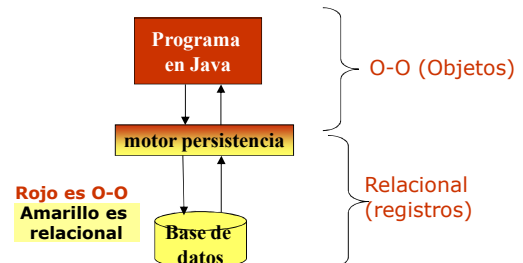 Programa
en Java
O-O (Objetos)
motor persistencia
Rojo es O-O
Amarillo es
relacional
Relacional
(registros)
Base de
datos